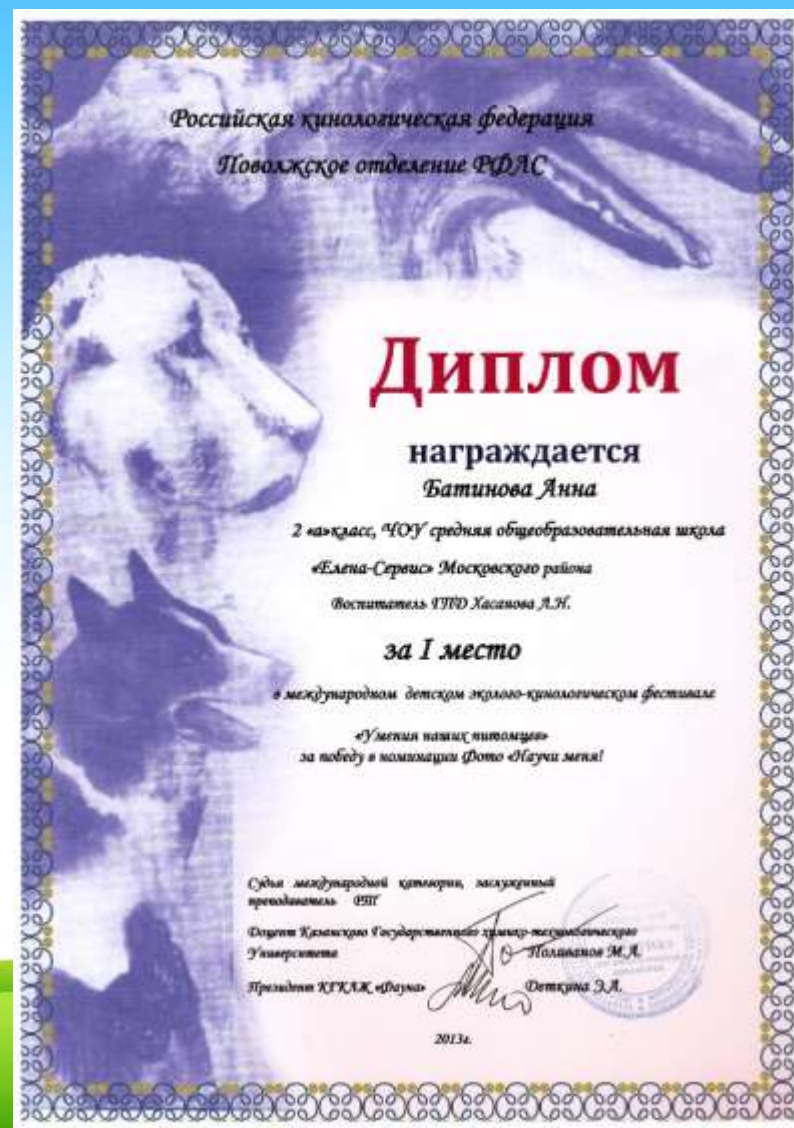 Российская кинологическая федерация
Поволжское отделение РФЛС
Диплом
награждается
Батинова Анна
2 «а»класс, ЧОУ средняя общеобразовательная школа
«Елена-Сервис» Московского района
Воспитатель ГПД Хасанова Л.Н.
за I место
в международном детском эколого-кинологическом фестивале
«Умения наших питомцев»
за победу в номинации Фото «Научи меня!
Судья международной категории, заслуженный
преподаватель РТ
Доцент Казанского Государственного химико-технологического
Университета Поливанов М.А.
Президент КГКЛЖ «Фауна» Деткина Э.А.
2013г.